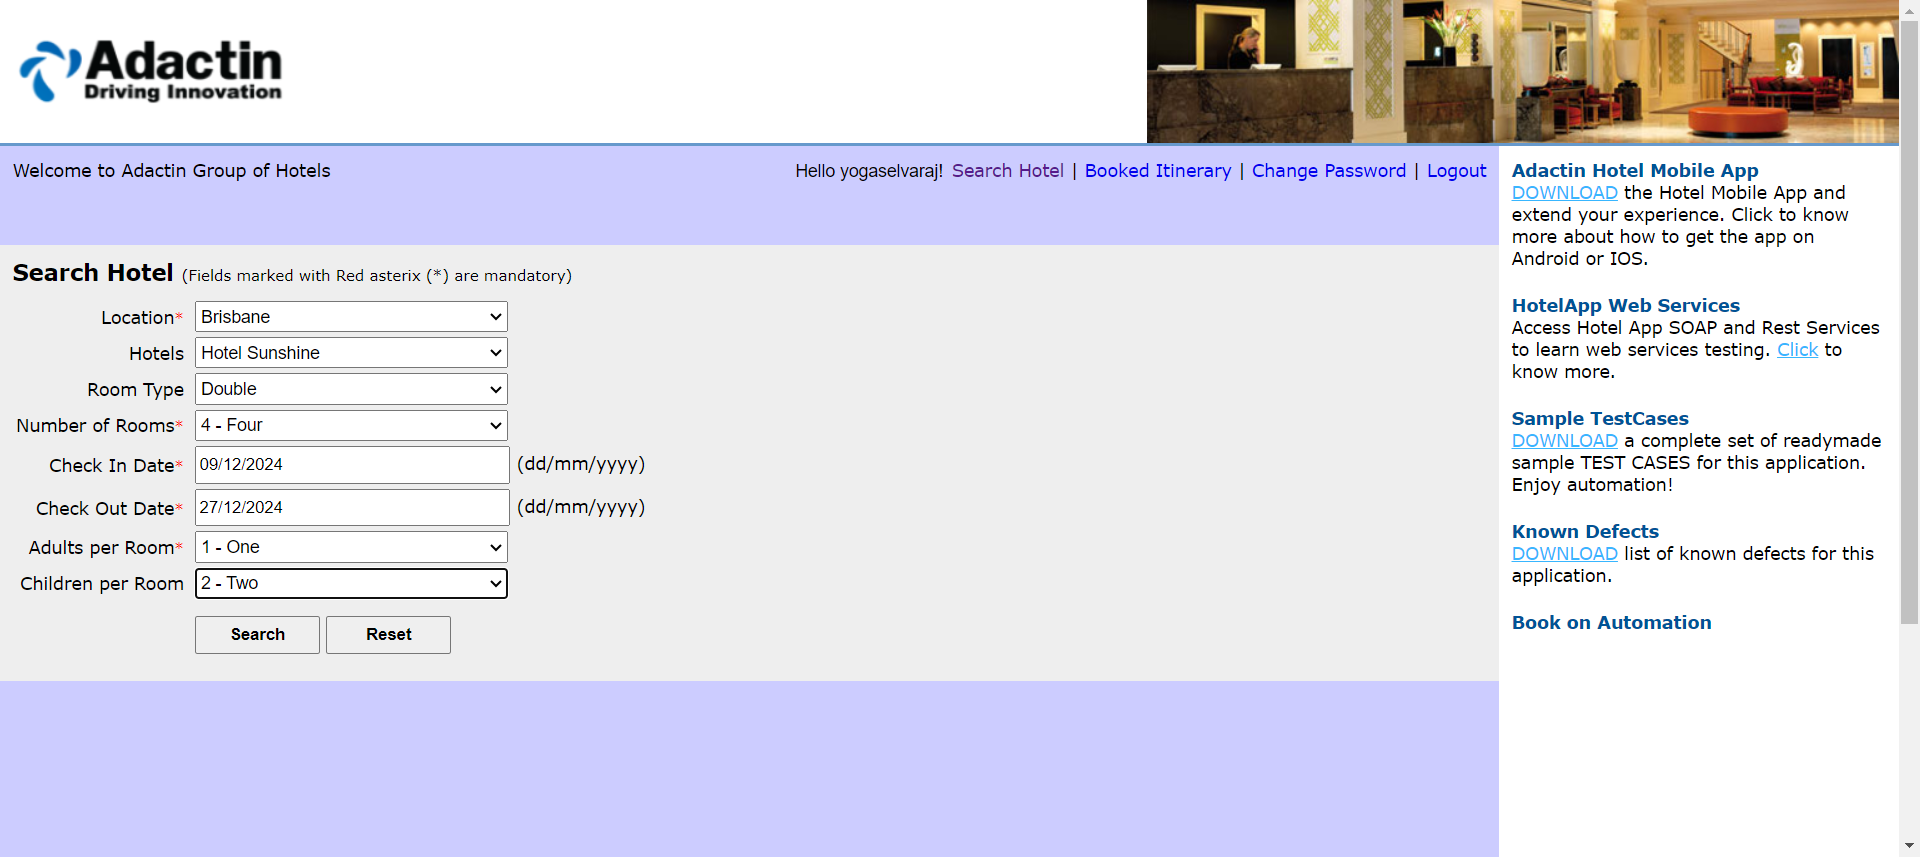 Adactin
Driving Innovation
Welcome to Adactin Group of Hotels
Hello yogaselvaraj! Search Hotel | Booked Itinerary | Change Password | Logout
Search Hotel (Fields marked with Red asterix (*) are mandatory)
Location* Brisbane
Hotels Hotel Sunshine
Room Type Double
Number of Rooms* 4 - Four
Check In Date* 09/12/2024 (dd/mm/yyyy)
Check Out Date* 27/12/2024 (dd/mm/yyyy)
Adults per Room* 1 - One
Children per Room 2 - Two
Search Reset
Adactin Hotel Mobile App
DOWNLOAD the Hotel Mobile App and
extend your experience. Click to know
more about how to get the app on
Android or IOS.
HotelApp Web Services
Access Hotel App SOAP and Rest Services
to learn web services testing. Click to
know more.
Sample TestCases
DOWNLOAD a complete set of readymade
sample TEST CASES for this application.
Enjoy automation!
Known Defects
DOWNLOAD list of known defects for this
application.
Book on Automation